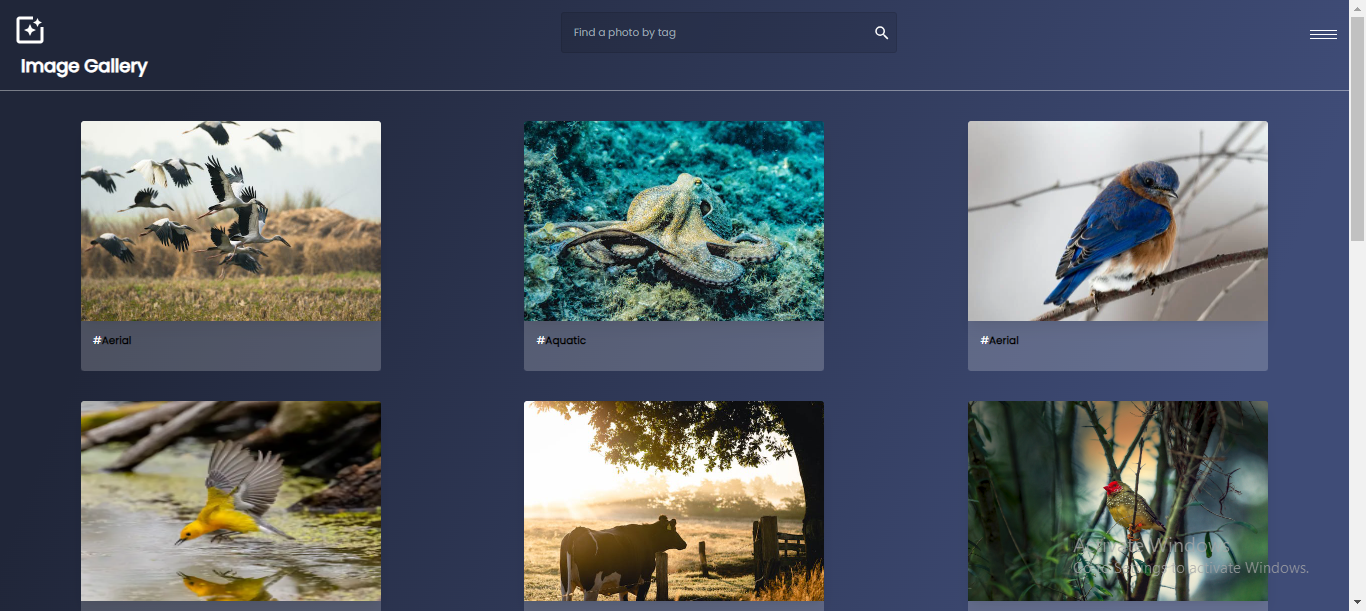 Find a photo by tag
Image Gallery
#Aerial
#Aquatic
#Aerial
Activate Windows
Go to Settings to activate Windows.